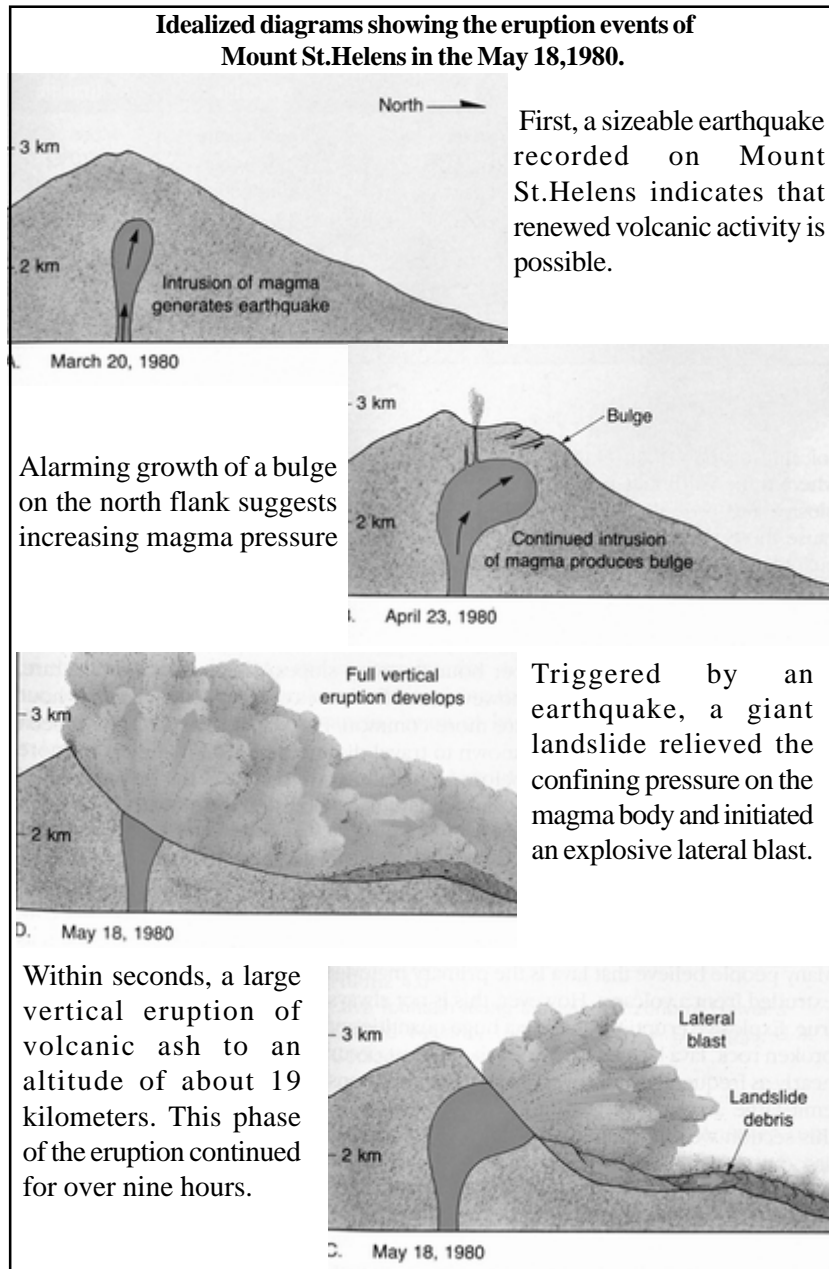 Idealized diagrams showing the eruption events of
Mount St.Helens in the May 18,1980.
North
3 km
2 km
Intrusion of magma
generates earthquake
A. March 20, 1980
First, a sizeable earthquake
recorded on Mount
St.Helens indicates that
renewed volcanic activity is
possible.
Alarming growth of a bulge
on the north flank suggests
increasing magma pressure
3 km
Bulge
2 km
Continued intrusion
of magma produces bulge
B. April 23, 1980
Full vertical
eruption develops
3 km
2 km
D. May 18, 1980
Triggered by an
earthquake, a giant
landslide relieved the
confining pressure on the
magma body and initiated
an explosive lateral blast.
Within seconds, a large
vertical eruption of
volcanic ash to an
altitude of about 19
kilometers. This phase
of the eruption continued
for over nine hours.
Lateral
blast
3 km
Landslide
debris
2 km
C. May 18, 1980